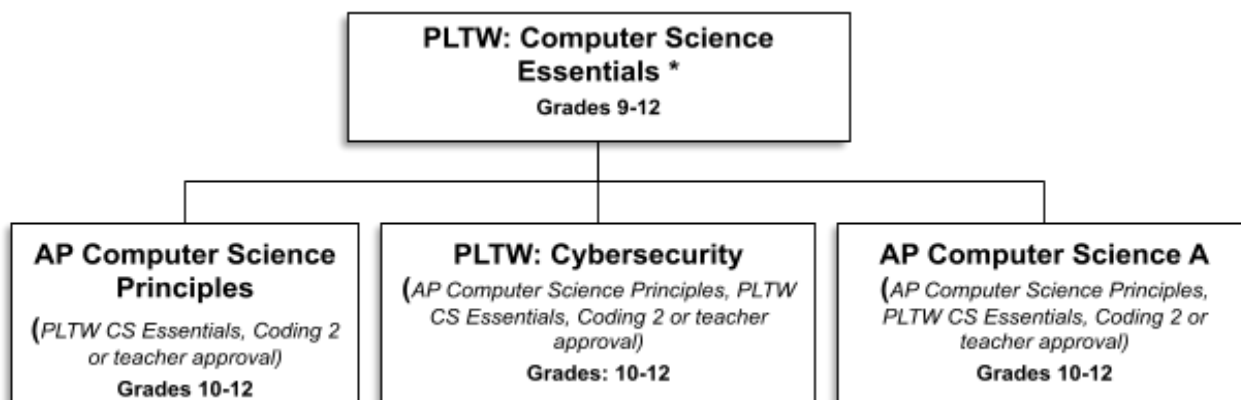 PLTW: Computer Science
Essentials *
Grades 9-12
AP Computer Science
Principles
(PLTW CS Essentials, Coding 2
or teacher approval)
Grades 10-12
PLTW: Cybersecurity
(AP Computer Science Principles, PLTW
CS Essentials, Coding 2 or teacher
approval)
Grades: 10-12
AP Computer Science A
(AP Computer Science Principles,
PLTW CS Essentials, Coding 2 or
teacher approval)
Grades 10-12